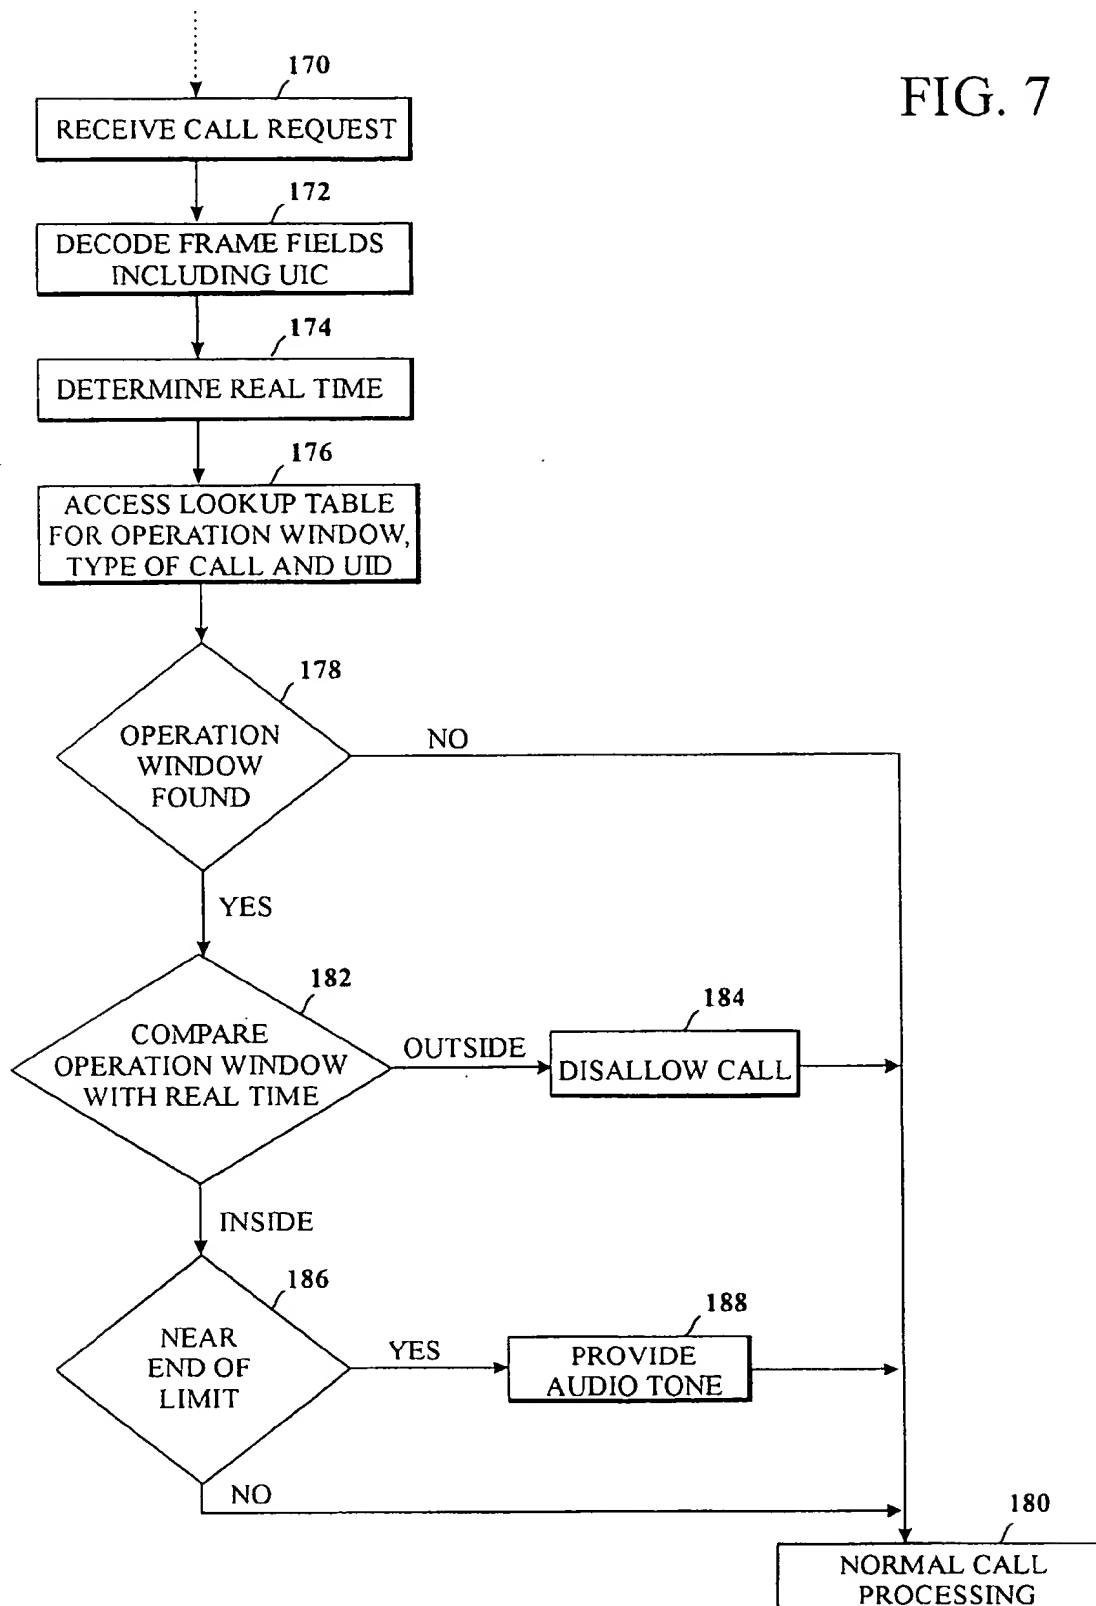 FIG. 7
170
RECEIVE CALL REQUEST
172
DECODE FRAME FIELDS
INCLUDING UIC
174
DETERMINE REAL TIME
176
ACCESS LOOKUP TABLE
FOR OPERATION WINDOW,
TYPE OF CALL AND UID
178
OPERATION
WINDOW
FOUND
NO
YES
182
COMPARE
OPERATION WINDOW
WITH REAL TIME
OUTSIDE
184
DISALLOW CALL
INSIDE
186
NEAR
END OF
LIMIT
YES
188
PROVIDE
AUDIO TONE
NO
180
NORMAL CALL
PROCESSING